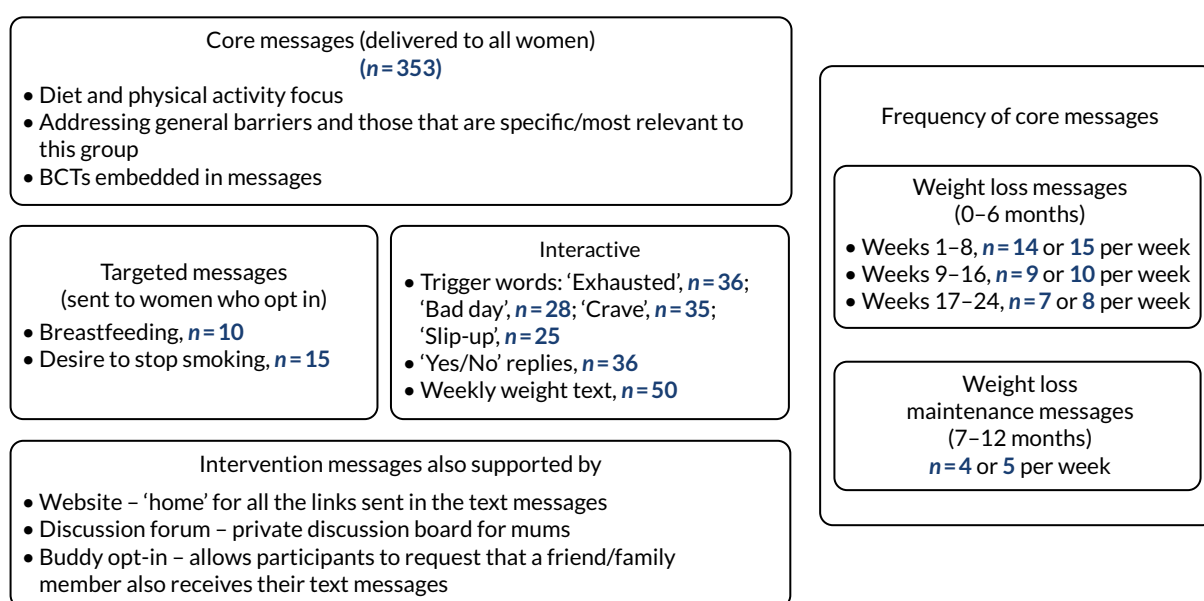 Core messages (delivered to all women)
(n=353)
• Diet and physical activity focus
• Addressing general barriers and those that are specific/most relevant to
this group
• BCTs embedded in messages
Targeted messages
(sent to women who opt in)
• Breastfeeding, n=10
• Desire to stop smoking, n=15
Interactive
• Trigger words: ‘Exhausted’, n=36;
‘Bad day’, n=28; ‘Crave’, n=35;
‘Slip-up’, n=25
• ‘Yes/No’ replies, n=36
• Weekly weight text, n=50
Intervention messages also supported by
• Website – ‘home’ for all the links sent in the text messages
• Discussion forum – private discussion board for mums
• Buddy opt-in – allows participants to request that a friend/family
member also receives their text messages
Frequency of core messages
Weight loss messages
(0–6 months)
• Weeks 1–8, n=14 or 15 per week
• Weeks 9–16, n=9 or 10 per week
• Weeks 17–24, n=7 or 8 per week
Weight loss
maintenance messages
(7–12 months)
n=4 or 5 per week